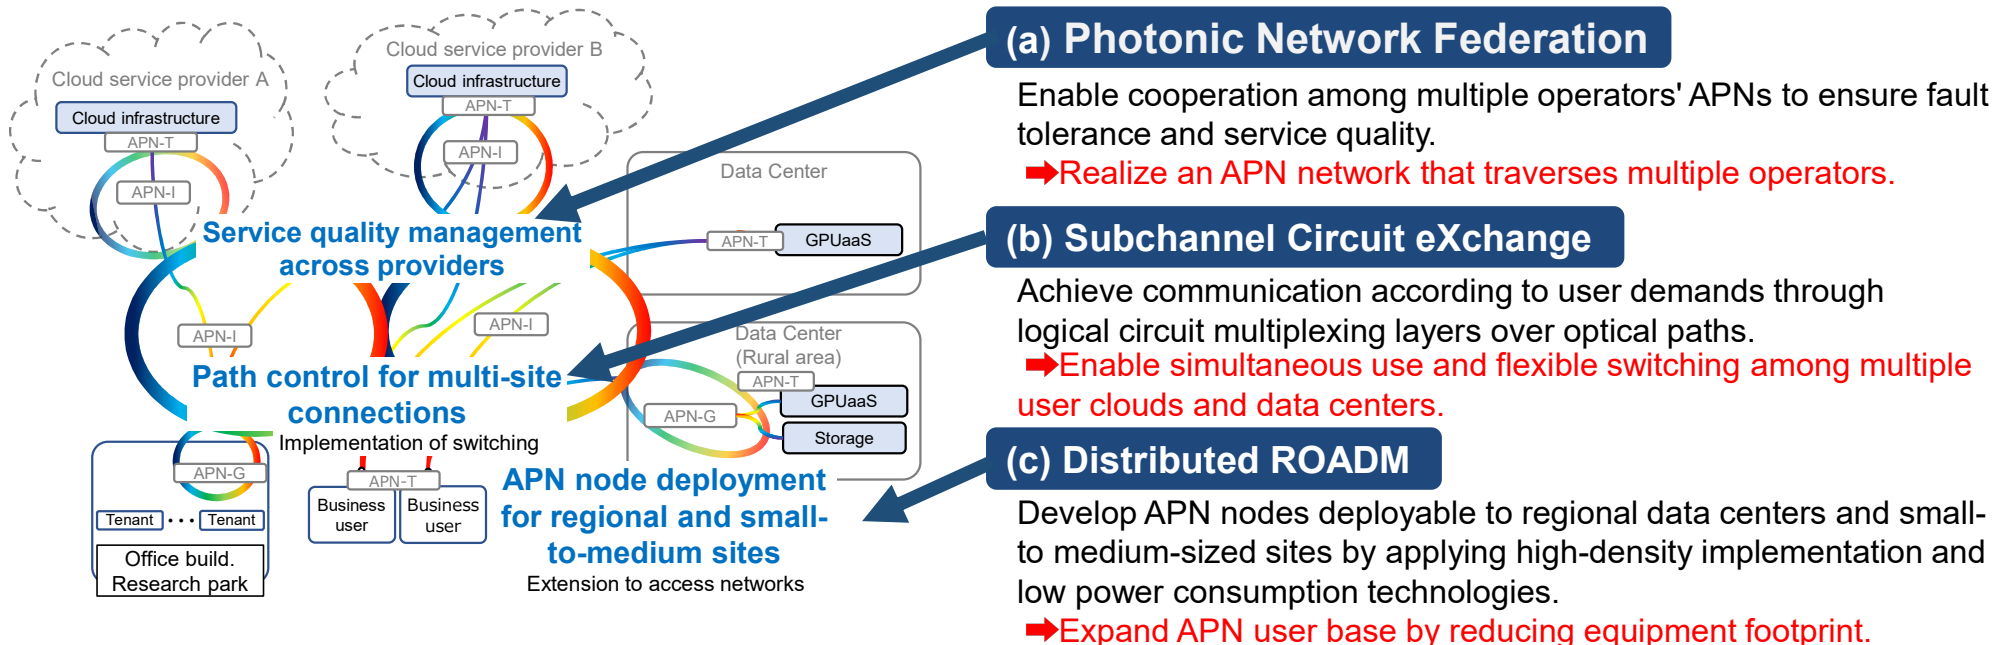 Cloud service provider A
Cloud infrastructure
APN-T
APN-I
Cloud service provider B
Cloud infrastructure
APN-T
APN-I
Data Center
APN-T
GPUaaS
Service quality management
across providers
APN-I
APN-I
Data Center
(Rural area)
APN-T
GPUaaS
APN-G
Storage
Path control for multi-site
connections
Implementation of switching
APN-G
Tenant
Tenant
Office build.
Research park
APN-T
Business
user
Business
user
APN node deployment
for regional and small-
to-medium sites
Extension to access networks
(a) Photonic Network Federation
Enable cooperation among multiple operators' APNs to ensure fault
tolerance and service quality.
➡Realize an APN network that traverses multiple operators.
(b) Subchannel Circuit eXchange
Achieve communication according to user demands through
logical circuit multiplexing layers over optical paths.
➡Enable simultaneous use and flexible switching among multiple
user clouds and data centers.
(c) Distributed ROADM
Develop APN nodes deployable to regional data centers and small-
to medium-sized sites by applying high-density implementation and
low power consumption technologies.
➡Expand APN user base by reducing equipment footprint.